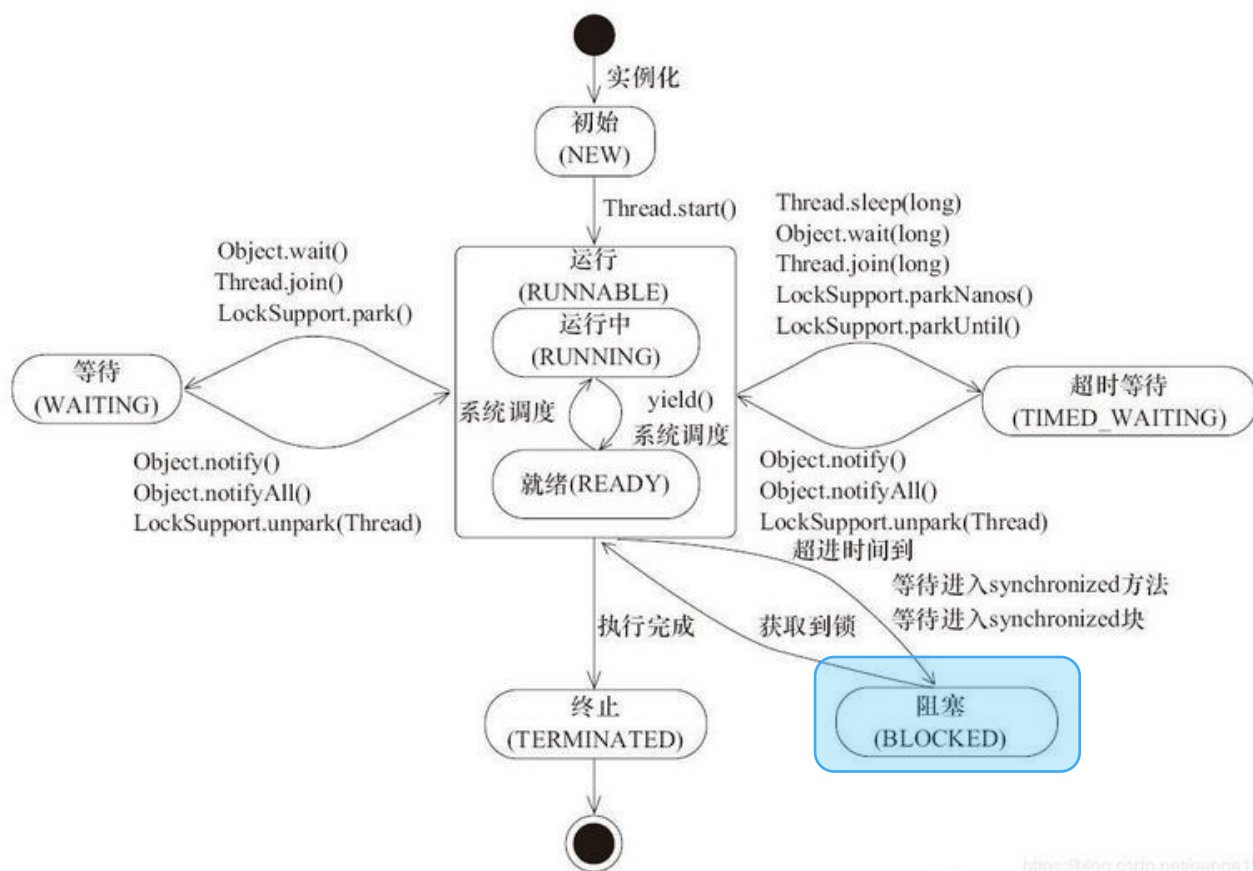 实例化
初始
(NEW)
Thread.start()
Object.wait()
Thread.join()
LockSupport.park()
Thread.sleep(long)
Object.wait(long)
Thread.join(long)
LockSupport.parkNanos()
LockSupport.parkUntil()
运行
(RUNNABLE)
运行中
(RUNNING)
等待
(WAITING)
系统调度
yield()
系统调度
超时等待
(TIMED_WAITING)
就绪(READY)
Object.notify()
Object.notifyAll()
LockSupport.unpark(Thread)
Object.notify()
Object.notifyAll()
LockSupport.unpark(Thread)
超进时间到
等待进入synchronized方法
等待进入synchronized块
执行完成
获取到锁
终止
(TERMINATED)
阻塞
(BLOCKED)